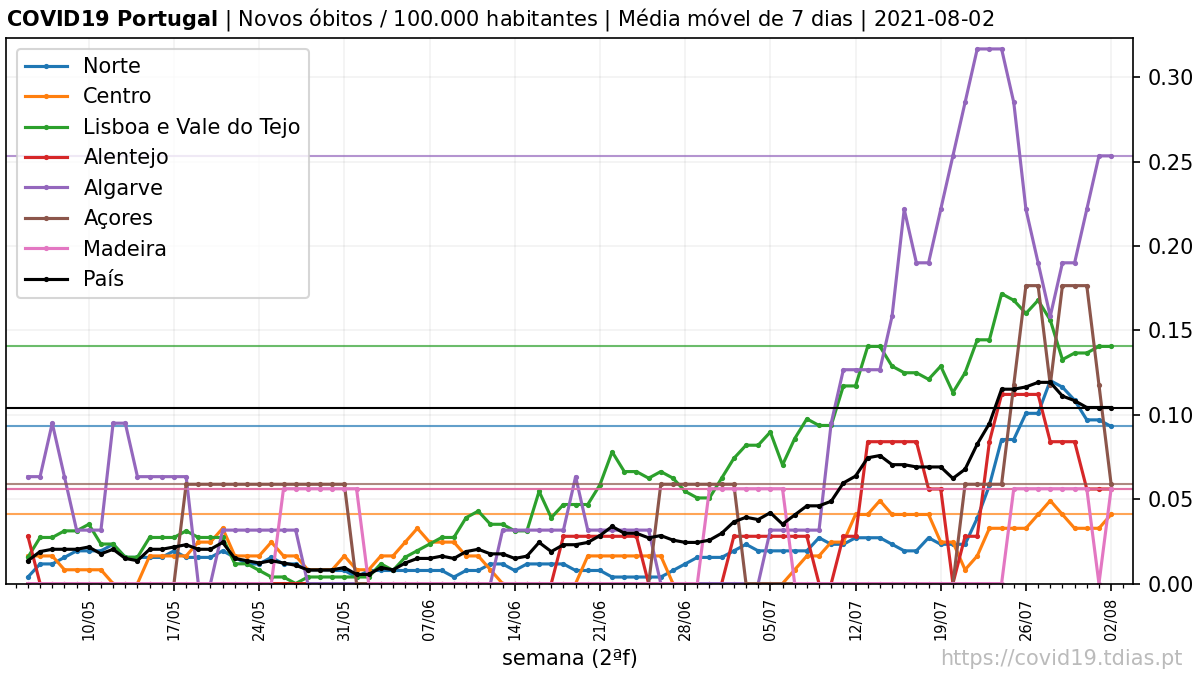 COVID19 Portugal | Novos óbitos / 100.000 habitantes | Média móvel de 7 dias | 2021-08-02
Norte
Centro
Lisboa e Vale do Tejo
Alentejo
Algarve
Açores
Madeira
País
0.30
0.25
0.20
0.15
0.10
0.05
0.00
10/05
17/05
24/05
31/05
07/06
14/06
21/06
28/06
05/07
12/07
19/07
26/07
02/08
semana (2ªf)
https://covid19.tdias.pt